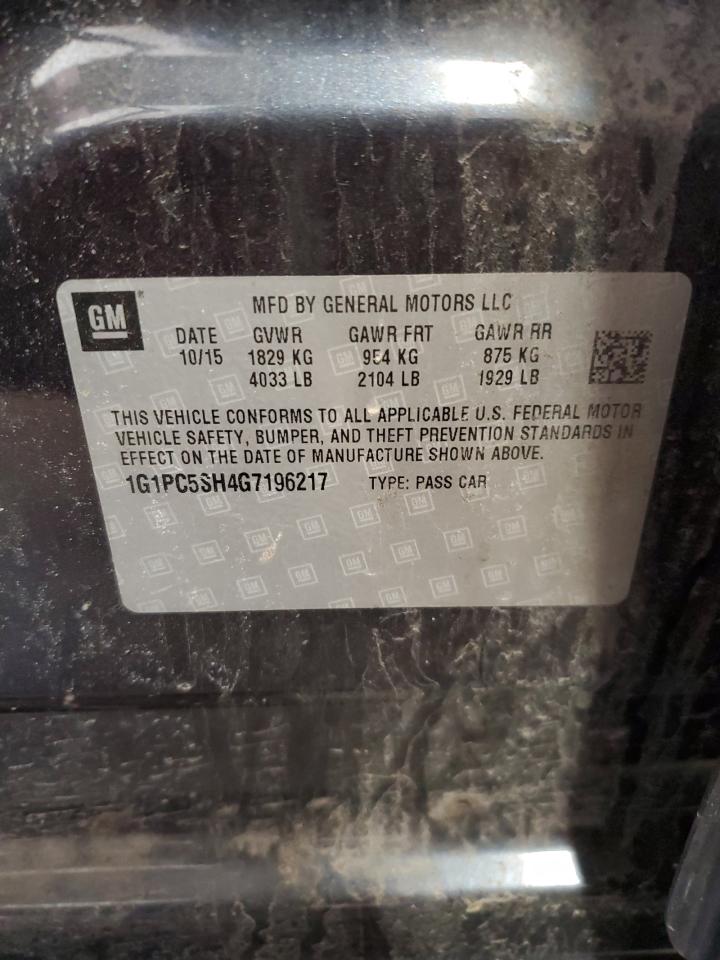 GM
MFD BY GENERAL MOTORS LLC
DATE GVWR GAWR FRT GAWR RR
10/15 1829 KG 954 KG 875 KG
4033 LB 2104 LB 1929 LB
THIS VEHICLE CONFORMS TO ALL APPLICABLE U.S. FEDERAL MOTOR
VEHICLE SAFETY, BUMPER, AND THEFT PREVENTION STANDARDS IN
EFFECT ON THE DATE OF MANUFACTURE SHOWN ABOVE.
1G1PC5SH4G7196217 TYPE: PASS CAR